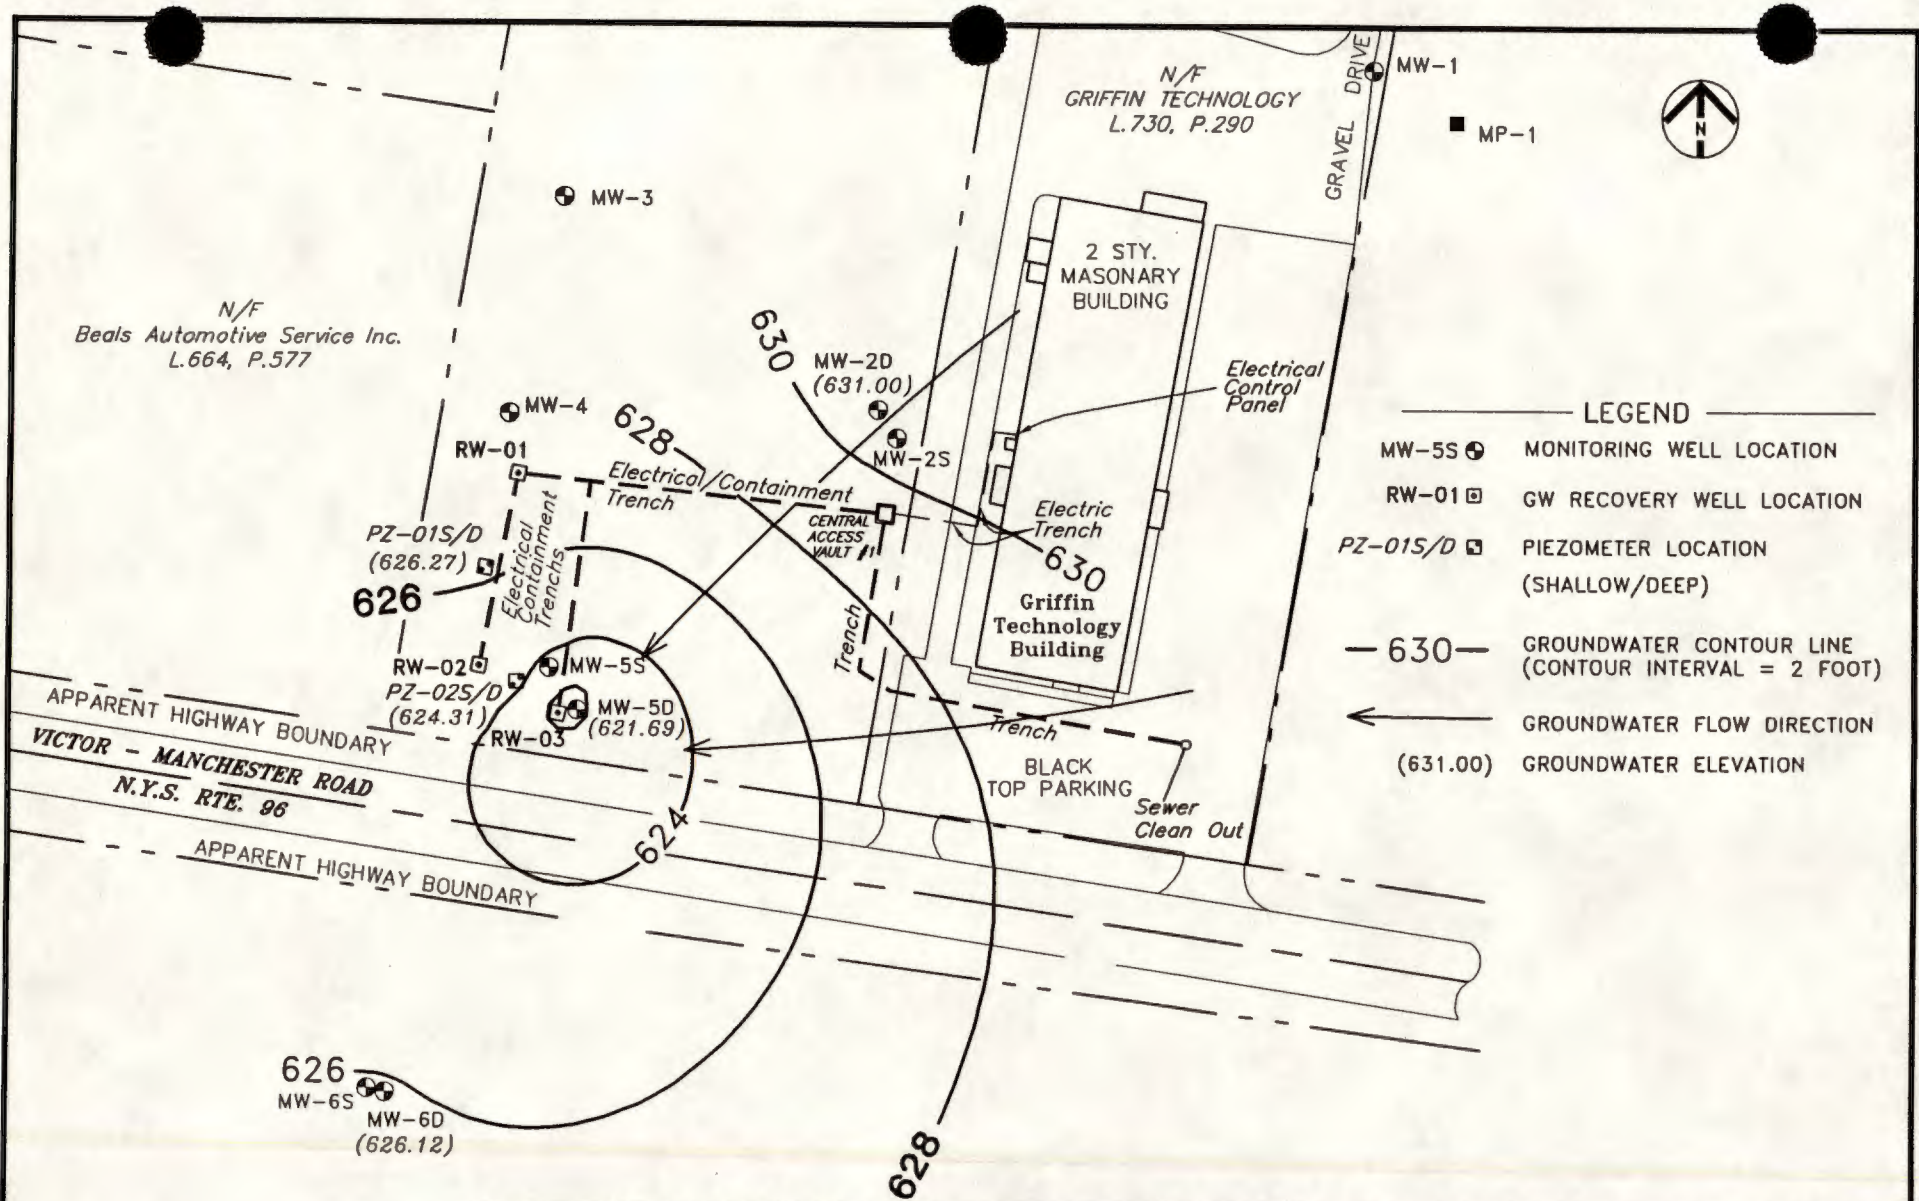 MW-1
N/F
GRIFFIN TECHNOLOGY
L.730, P.290
GRAVEL DRIVE
N
MP-1
MW-3
2 STY.
MASONARY
BUILDING
N/F
Beals Automotive Service Inc.
L.664, P.577
630
MW-2D
(631.00)
MW-2S
Electrical
Control
Panel
MW-4
628
RW-01
Electrical/Containment
Trench
CENTRAL
ACCESS
VAULT #1
Electric
Trench
630
PZ-01S/D
(626.27)
626
Electrical
Containment
Trenchs
Griffin
Technology
Building
Trench
RW-02
MW-5S
PZ-02S/D
(624.31)
MW-5D
(621.69)
RW-03
Trench
APPARENT HIGHWAY BOUNDARY
VICTOR - MANCHESTER ROAD
N.Y.S. RTE. 96
APPARENT HIGHWAY BOUNDARY
624
BLACK
TOP PARKING
Sewer
Clean Out
626
MW-6S
MW-6D
(626.12)
628
LEGEND
MW-5S MONITORING WELL LOCATION
RW-01 GW RECOVERY WELL LOCATION
PZ-01S/D PIEZOMETER LOCATION
(SHALLOW/DEEP)
630 GROUNDWATER CONTOUR LINE
(CONTOUR INTERVAL = 2 FOOT)
GROUNDWATER FLOW DIRECTION
(631.00) GROUNDWATER ELEVATION